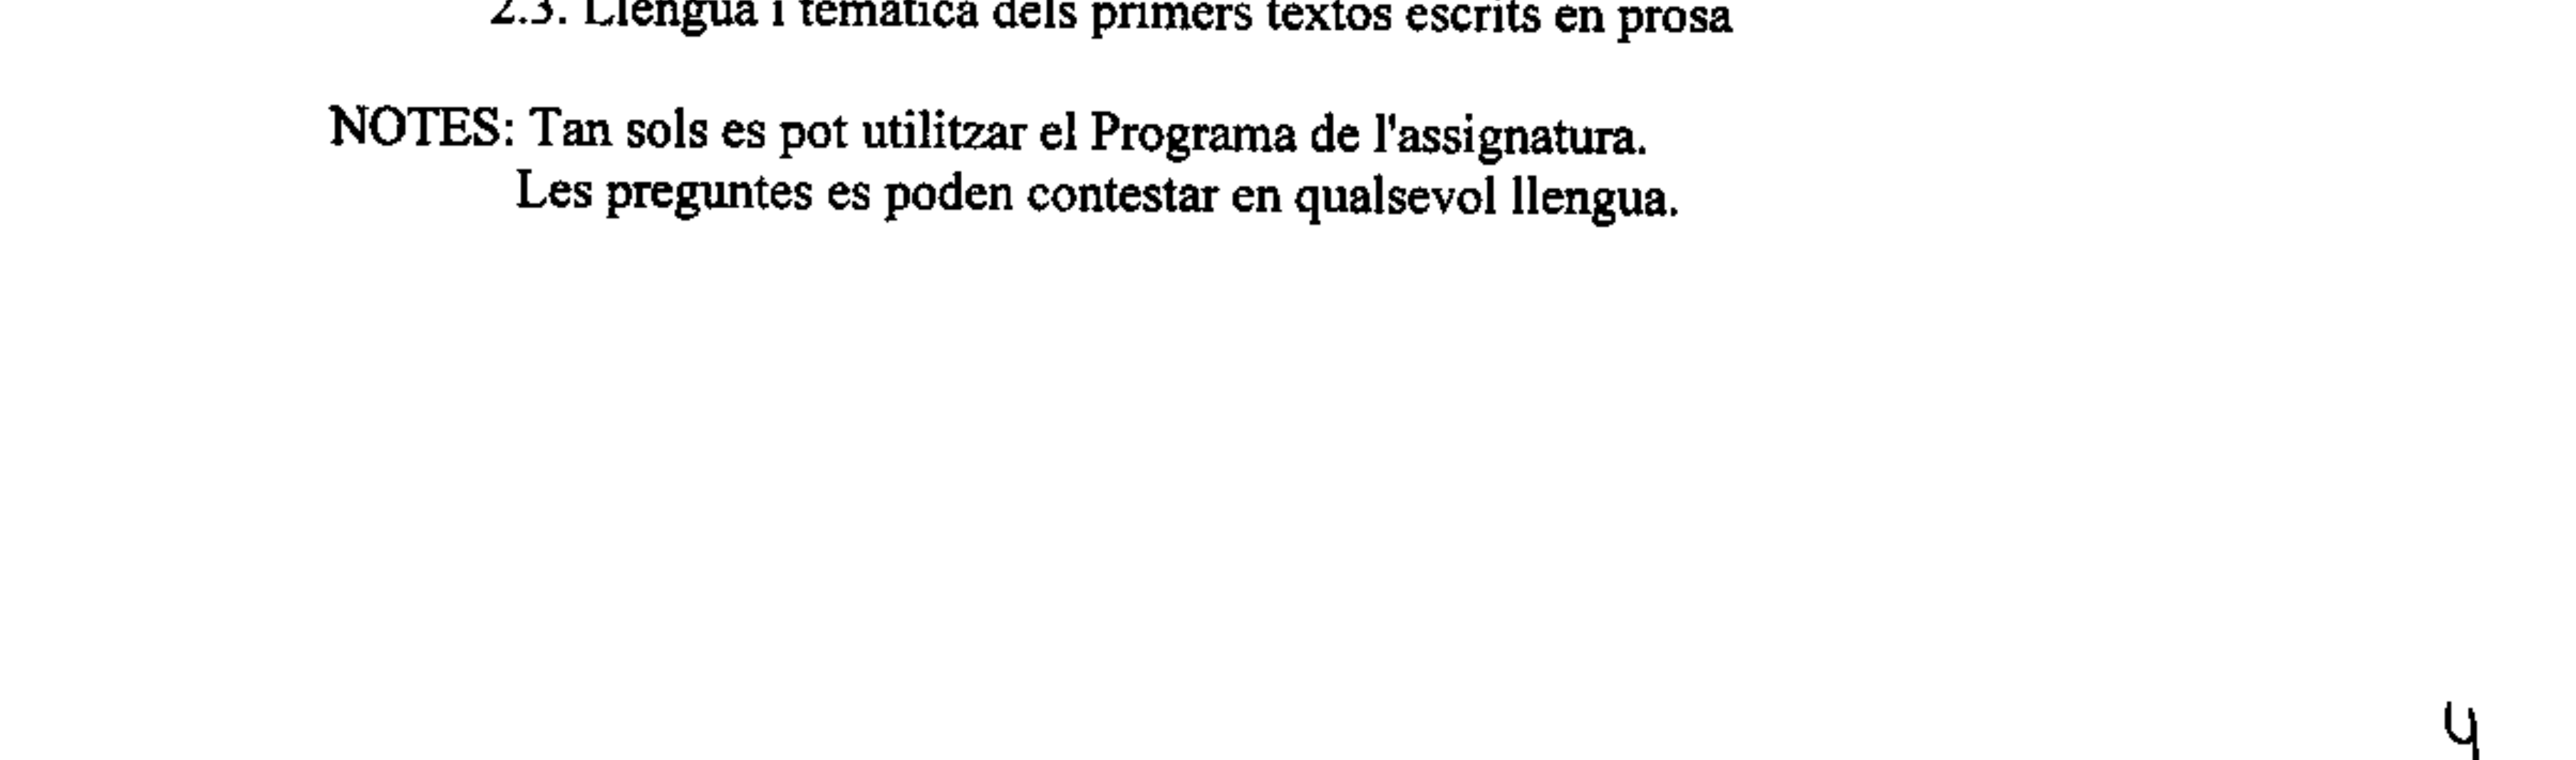 2.3. Llengua i temàtica dels primers textos escrits en prosa
NOTES: Tan sols es pot utilitzar el Programa de l'assignatura.
Les preguntes es poden contestar en qualsevol llengua.
4